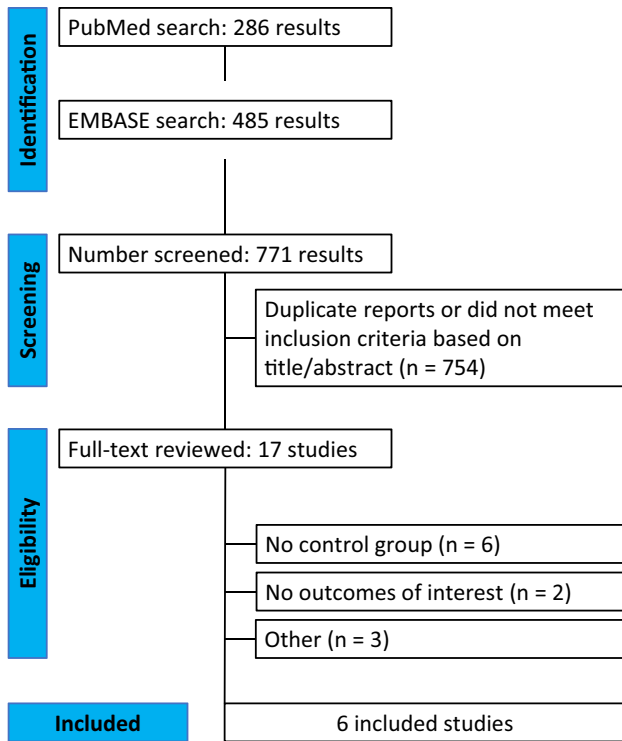 Identification
PubMed search: 286 results
EMBASE search: 485 results
Screening
Number screened: 771 results
Duplicate reports or did not meet
inclusion criteria based on
title/abstract (n = 754)
Eligibility
Full-text reviewed: 17 studies
No control group (n = 6)
No outcomes of interest (n = 2)
Other (n = 3)
Included
6 included studies